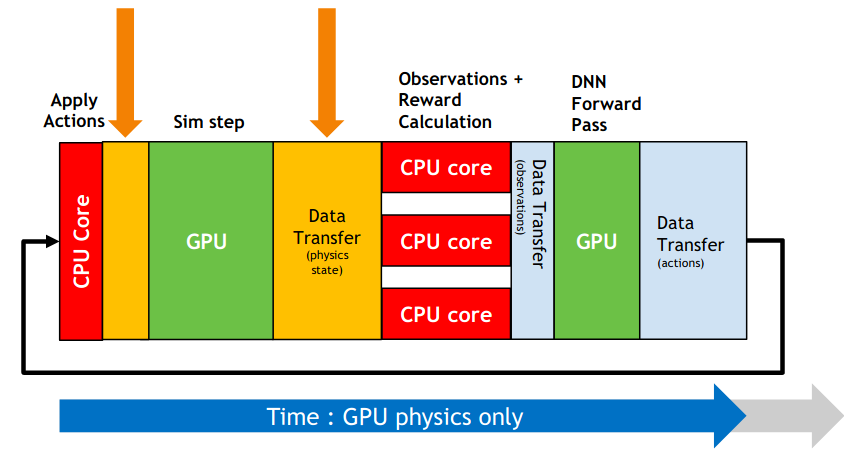 Apply
Actions
Sim step
Observations +
Reward
Calculation
DNN
Forward
Pass
CPU Core
GPU
Data
Transfer
(physics
state)
CPU core
CPU core
CPU core
Data Transfer
(observations)
GPU
Data
Transfer
(actions)
Time : GPU physics only